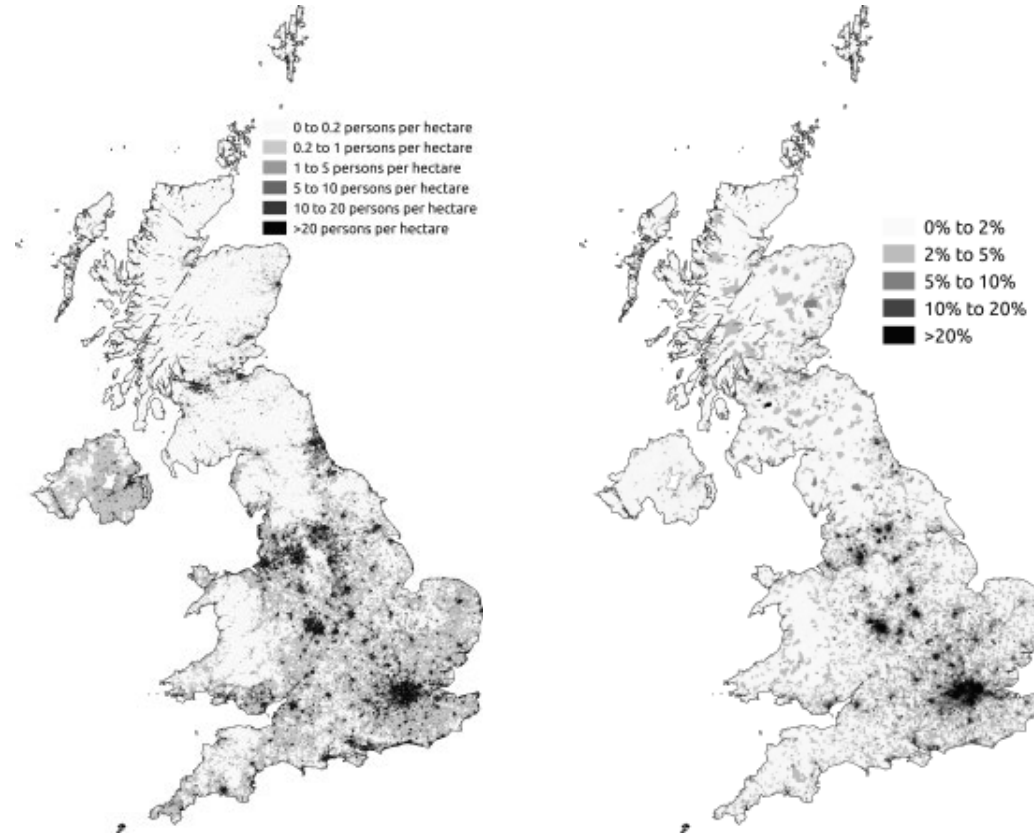 0 to 0.2 persons per hectare
0.2 to 1 persons per hectare
1 to 5 persons per hectare
5 to 10 persons per hectare
10 to 20 persons per hectare
>20 persons per hectare
0% to 2%
2% to 5%
5% to 10%
10% to 20%
>20%